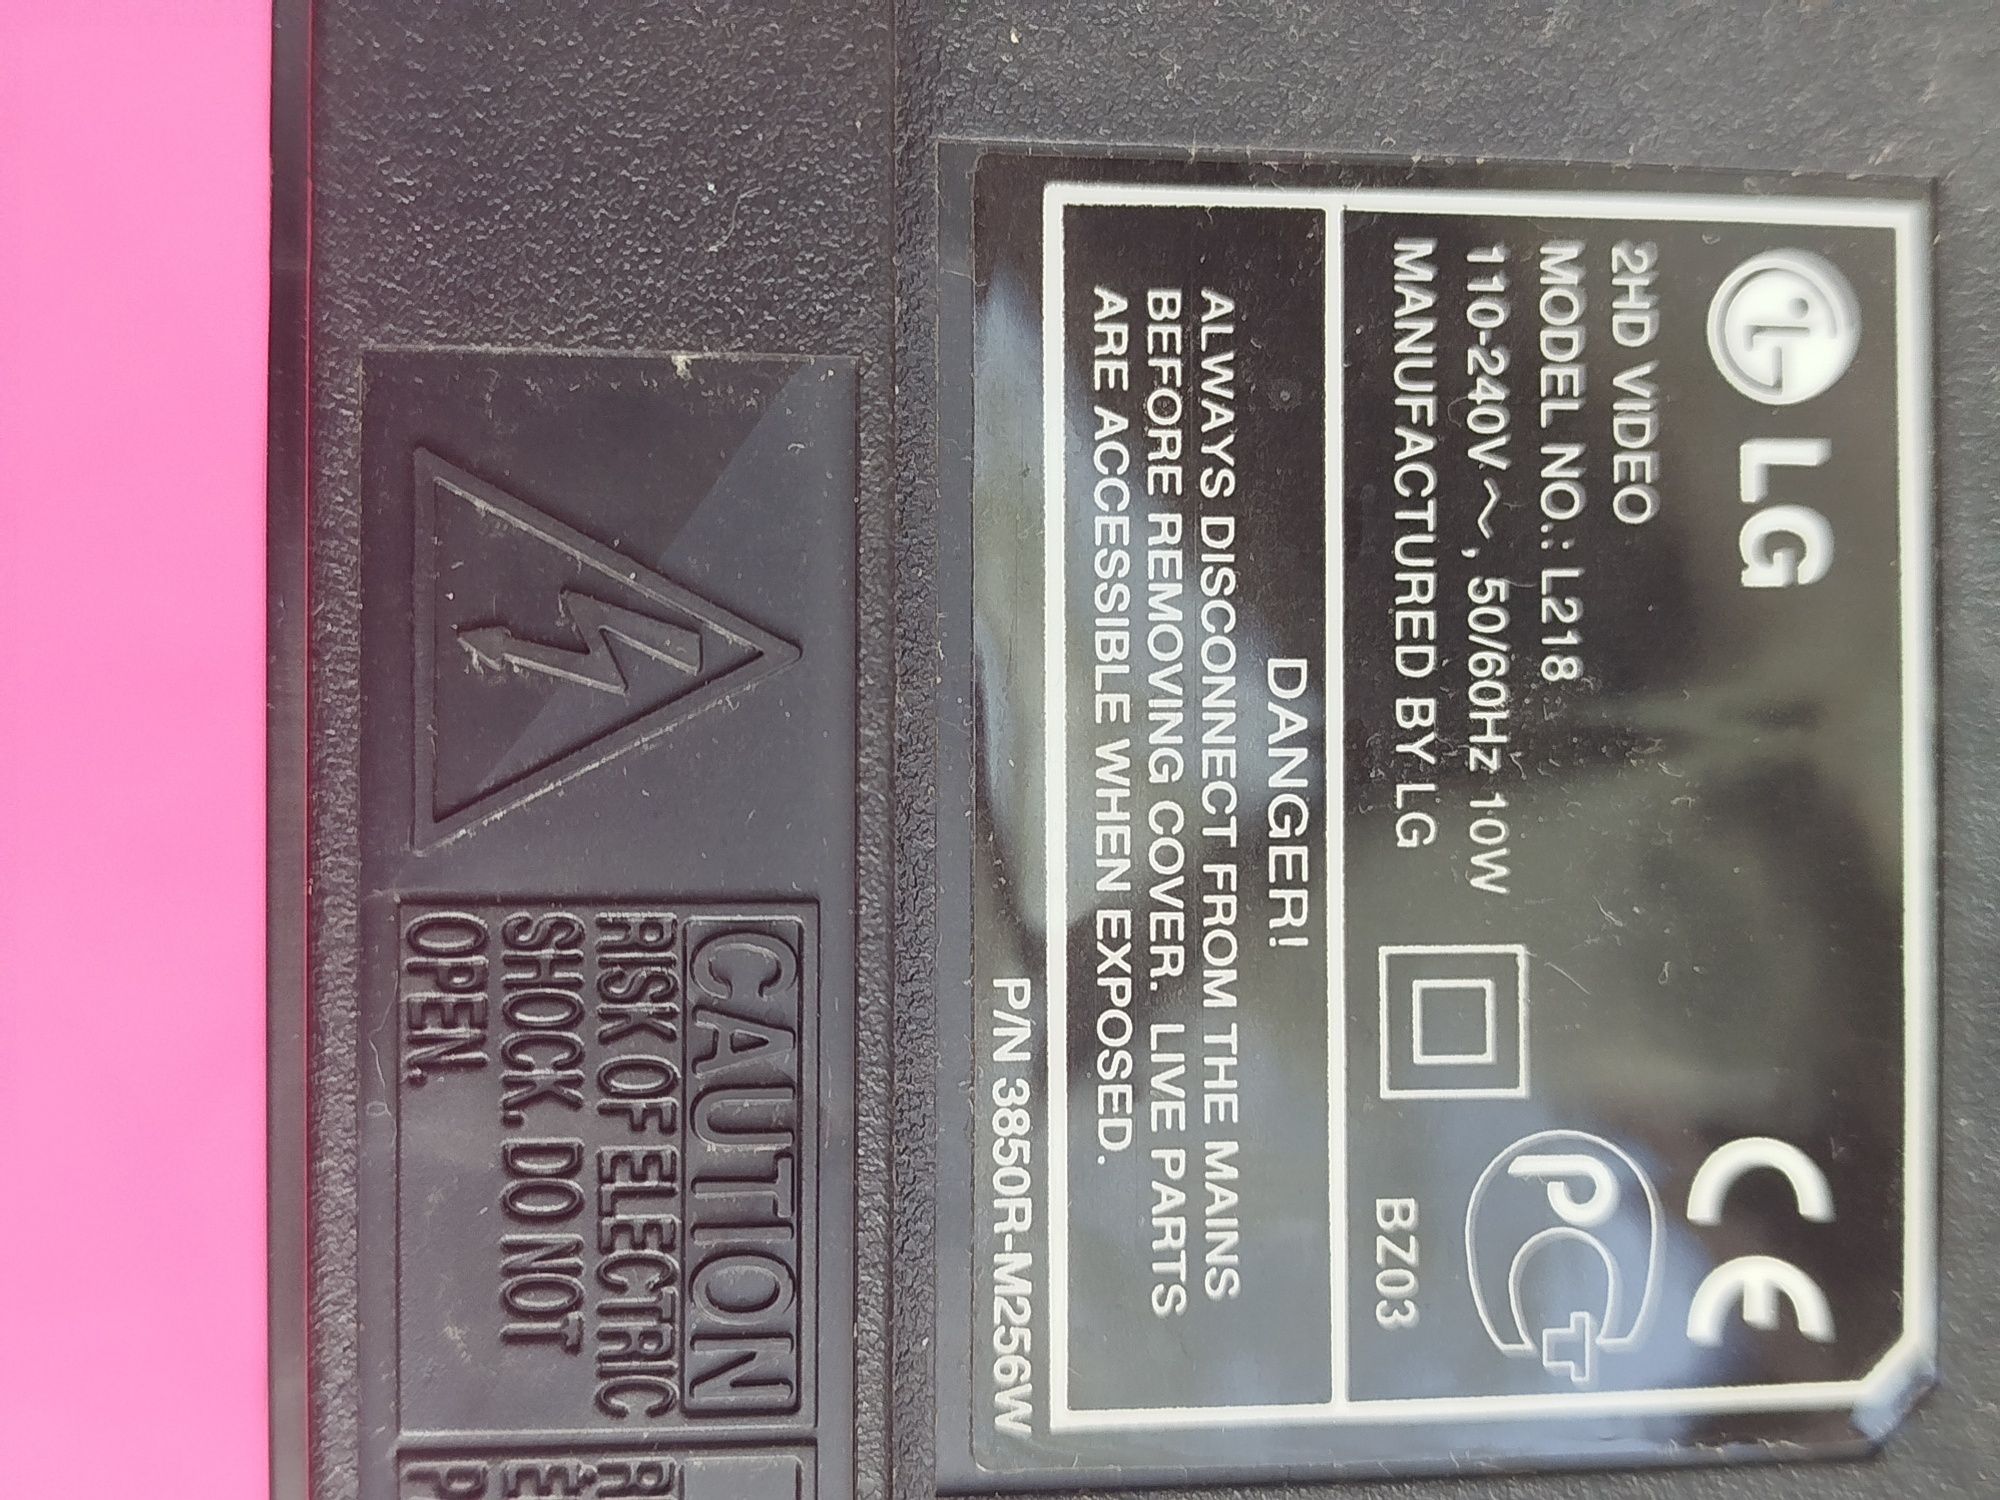 LG
CE
2HD VIDEO
MODEL NO.: L218
110-240V ~, 50/60Hz 10W
MANUFACTURED BY LG
BZ03
DANGER!
ALWAYS DISCONNECT FROM THE MAINS
BEFORE REMOVING COVER. LIVE PARTS
ARE ACCESSIBLE WHEN EXPOSED.
P/N 3850R-M256W
CAUTION
RISK OF ELECTRIC
SHOCK. DO NOT
OPEN.